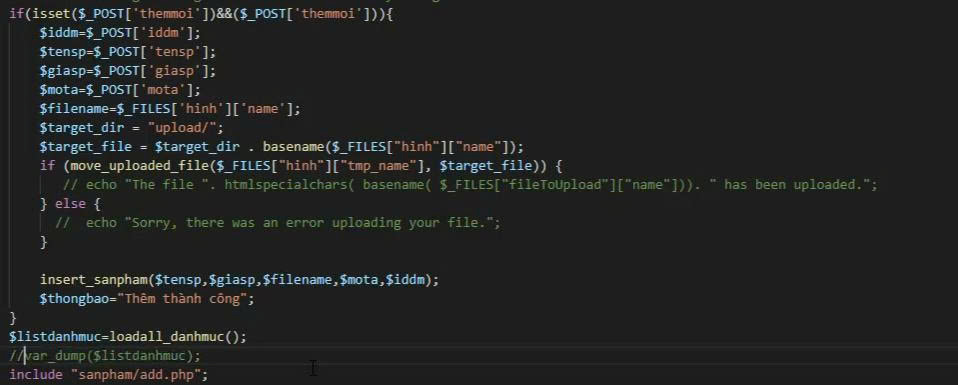 if(isset($_POST['themmoi'])&&($_POST['themmoi'])){
$iddm=$_POST['iddm'];
$tensp=$_POST['tensp'];
$giasp=$_POST['giasp'];
$mota=$_POST['mota'];
$filename=$_FILES['hinh']['name'];
$target_dir = "upload/";
$target_file = $target_dir . basename($_FILES["hinh"]["name"]);
if (move_uploaded_file($_FILES["hinh"]["tmp_name"], $target_file)) {
// echo "The file ". htmlspecialchars( basename( $_FILES["fileToUpload"]["name"])). " has been uploaded.";
} else {
//  echo "Sorry, there was an error uploading your file.";
}
insert_sanpham($tensp,$giasp,$filename,$mota,$iddm);
$thongbao="Thêm thành công";
}
$listdanhmuc=loadall_danhmuc();
//var_dump($listdanhmuc);
include "sanpham/add.php";